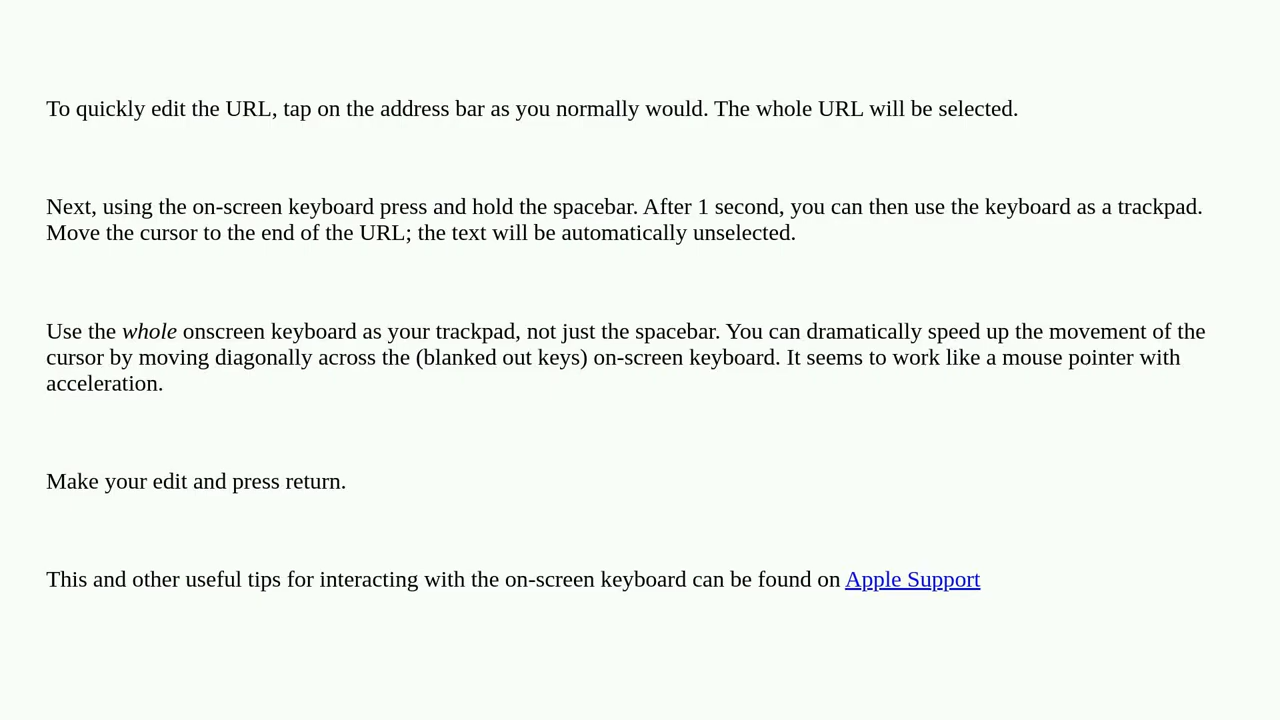 To quickly edit the URL, tap on the address bar as you normally would. The whole URL will be selected.
Next, using the on-screen keyboard press and hold the spacebar. After 1 second, you can then use the keyboard as a trackpad.
Move the cursor to the end of the URL; the text will be automatically unselected.
Use the whole onscreen keyboard as your trackpad, not just the spacebar. You can dramatically speed up the movement of the
cursor by moving diagonally across the (blanked out keys) on-screen keyboard. It seems to work like a mouse pointer with
acceleration.
Make your edit and press return.
This and other useful tips for interacting with the on-screen keyboard can be found on Apple Support